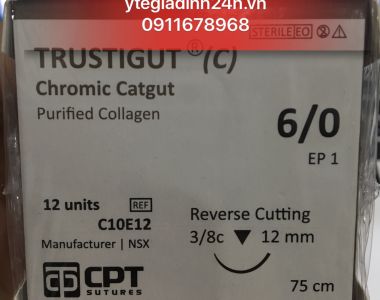 ytegiadinh24h.vn
0911678968
STERILE EO
TRUSTIGUT ® (C)
Chromic Catgut
Purified Collagen
6/0
EP 1
12 units REF
C10E12
Manufacturer | NSX
Reverse Cutting
3/8c 12 mm
CPT
SUTURES
75 cm